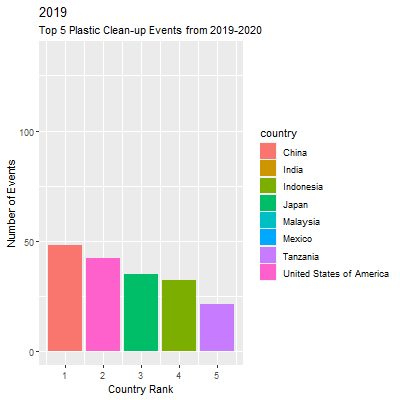 2019
Top 5 Plastic Clean-up Events from 2019-2020
100
50
0
Number of Events
1 2 3 4 5
Country Rank
country
China
India
Indonesia
Japan
Malaysia
Mexico
Tanzania
United States of America